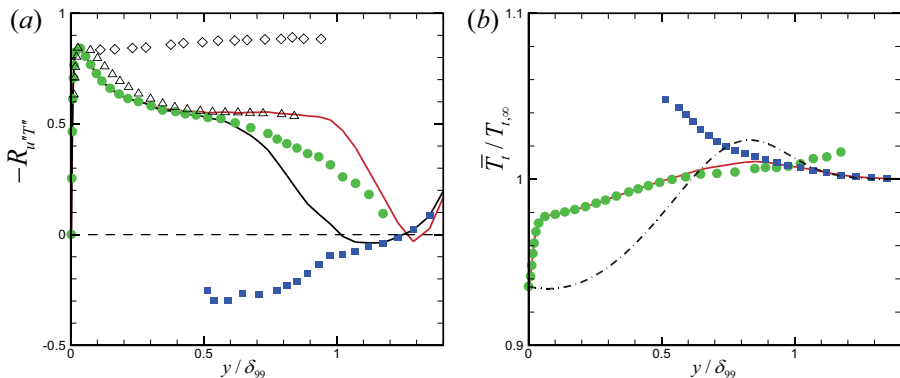 (a)
1
0.5
0
-0.5
−R_{u″T″}
0
0.5
1
y / δ_{99}
(b)
1.1
1
0.9
T̅_t / T_{t,∞}
0
0.5
1
y / δ_{99}